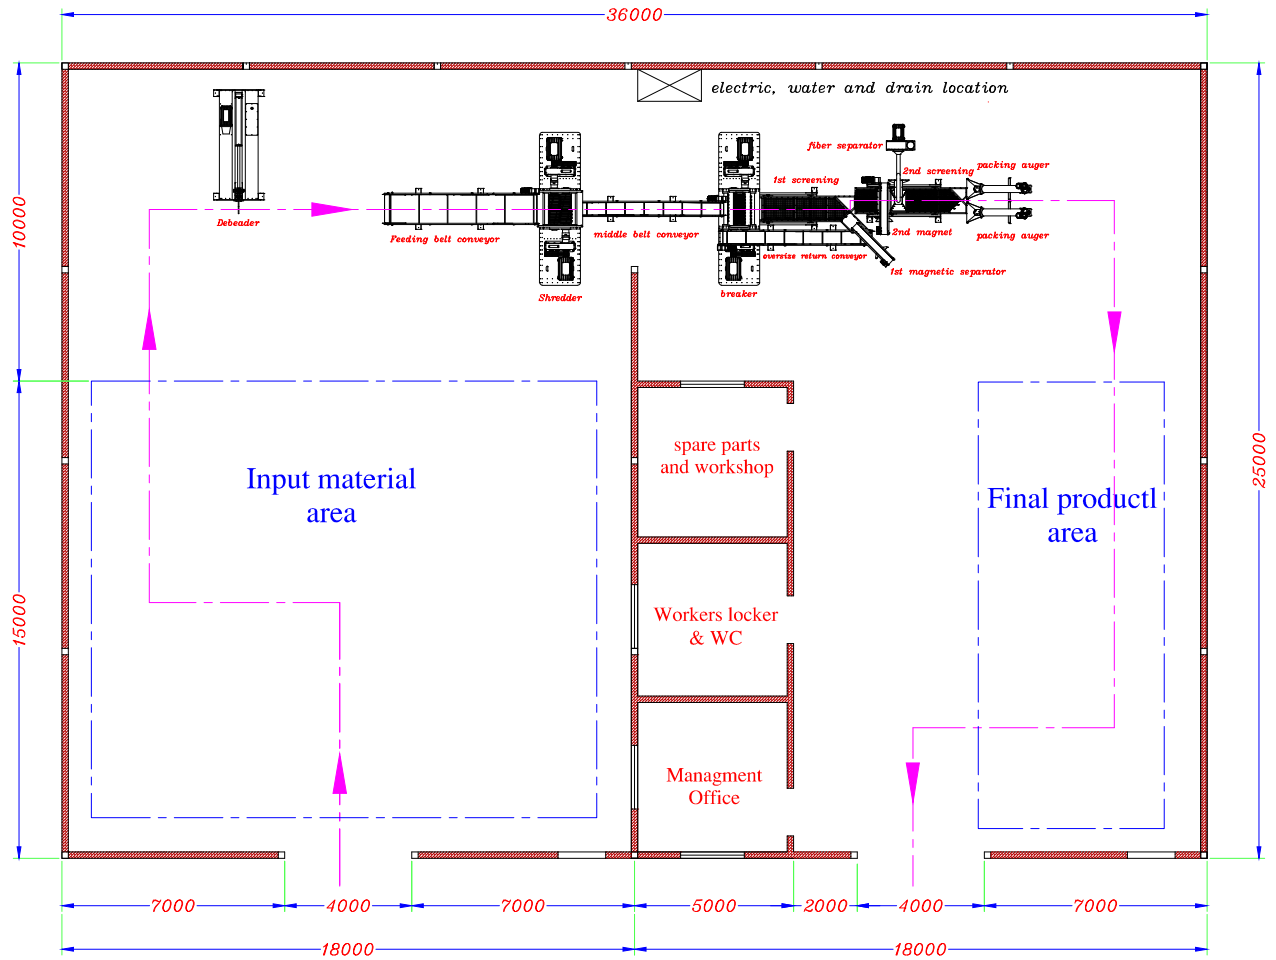 36000
electric, water and drain location
fiber separator
packing auger
2nd screening
1st screening
10000
Debeader
Feeding belt conveyor
middle belt conveyor
2nd magnet
packing auger
oversize return conveyor
1st magnetic separator
Shredder
breaker
spare parts
and workshop
Input material
area
Final productl
area
25000
15000
Workers locker
& WC
Managment
Office
7000
4000
7000
5000
2000
4000
7000
18000
18000